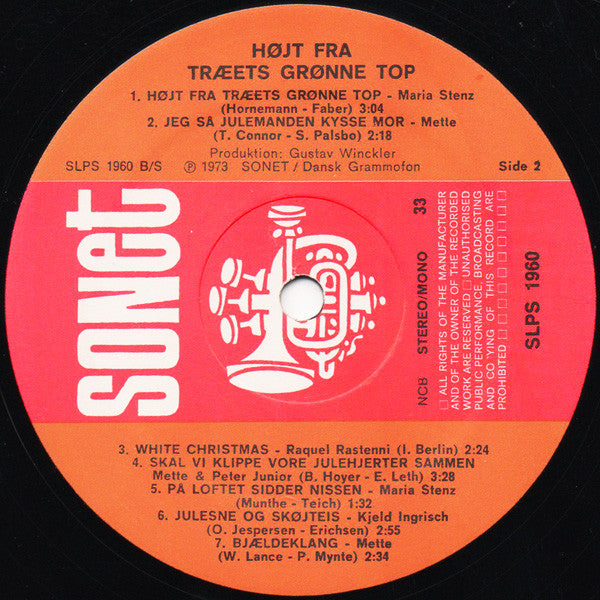 HØJT FRA
TRÆETS GRØNNE TOP
1. HØJT FRA TRÆETS GRØNNE TOP - Maria Stenz
(Hornemann - Faber) 3:04
2. JEG SÅ JULEMANDEN KYSSE MOR - Mette
(T. Connor - S. Palsbø) 2:18
Produktion: Gustav Winckler
SLPS 1960 B/S ℗ 1973 SONET / Dansk Grammofon Side 2
sonet
NCB STEREO/MONO 33
□ ALL RIGHTS OF THE MANUFACTURER
AND OF THE OWNER OF THE RECORDED
WORK ARE RESERVED □ UNAUTHORISED
PUBLIC PERFORMANCE, BROADCASTING
AND CO YING OF THIS RECORD ARE
PROHIBITED □ □ □ □ □ □ □ □ □
SLPS 1960
3. WHITE CHRISTMAS - Raquel Rastenni (I. Berlin) 2:24
4. SKAL VI KLIPPE VORE JULEHJERTER SAMMEN
Mette & Peter Junior (B. Hoyer - E. Leth) 3:28
5. PÅ LOFTET SIDDER NISSEN - Maria Stenz
(Munthe - Teich) 1:32
6. JULESNE OG SKØJTEIS - Kjeld Ingrisch
(O. Jespersen - Erichsen) 2:55
7. BJÆLDEKLANG - Mette
(W. Lance - P. Mynte) 2:34